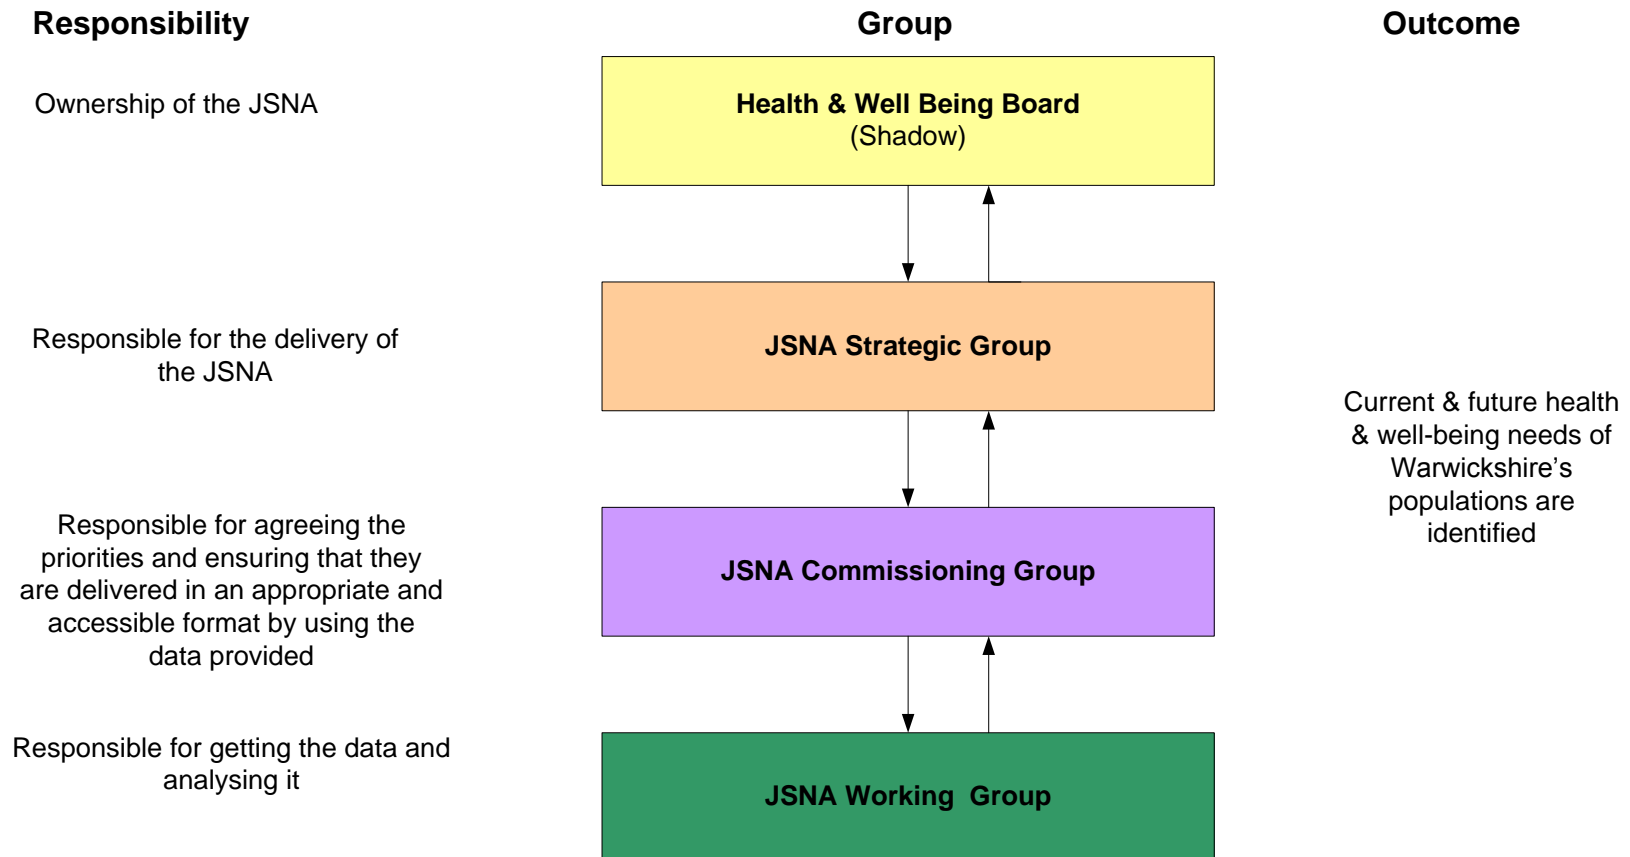 Responsibility
Group
Outcome
Ownership of the JSNA
Health & Well Being Board
(Shadow)
Responsible for the delivery of
the JSNA
JSNA Strategic Group
Current & future health
& well-being needs of
Warwickshire’s
populations are
identified
Responsible for agreeing the
priorities and ensuring that they
are delivered in an appropriate and
accessible format by using the
data provided
JSNA Commissioning Group
Responsible for getting the data and
analysing it
JSNA Working  Group